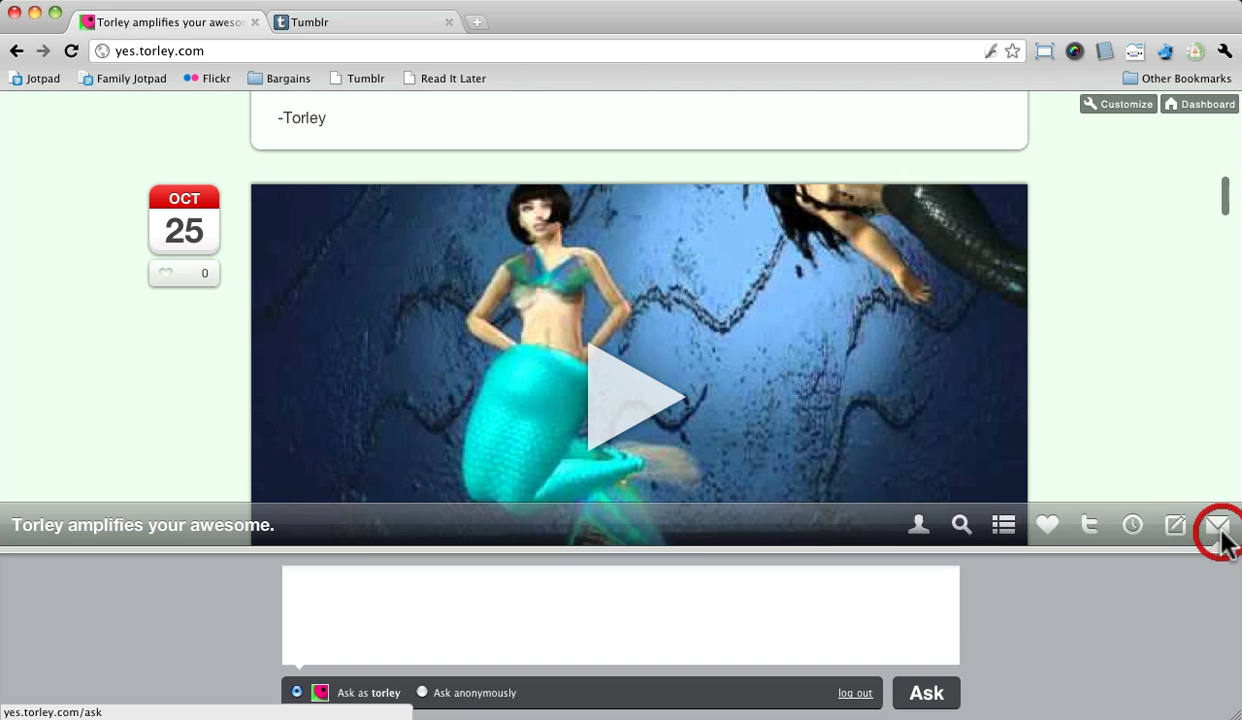 Torley amplifies your aweson
Tumblr
yes.torley.com
Jotpad
Family Jotpad
Flickr
Bargains
Tumblr
Read It Later
Other Bookmarks
Customize
Dashboard
-Torley
OCT
25
0
Torley amplifies your awesome.
Ask as torley
Ask anonymously
log out
Ask
yes.torley.com/ask